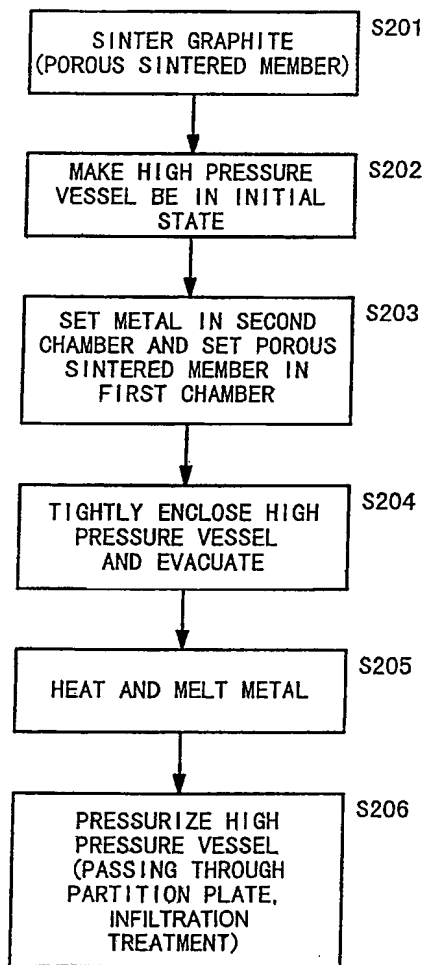 SINTER GRAPHITE
(POROUS SINTERED MEMBER)
S201
MAKE HIGH PRESSURE
VESSEL BE IN INITIAL
STATE
S202
SET METAL IN SECOND
CHAMBER AND SET POROUS
SINTERED MEMBER IN
FIRST CHAMBER
S203
TIGHTLY ENCLOSE HIGH
PRESSURE VESSEL
AND EVACUATE
S204
HEAT AND MELT METAL
S205
PRESSURIZE HIGH
PRESSURE VESSEL
(PASSING THROUGH
PARTITION PLATE,
INFILTRATION
TREATMENT)
S206